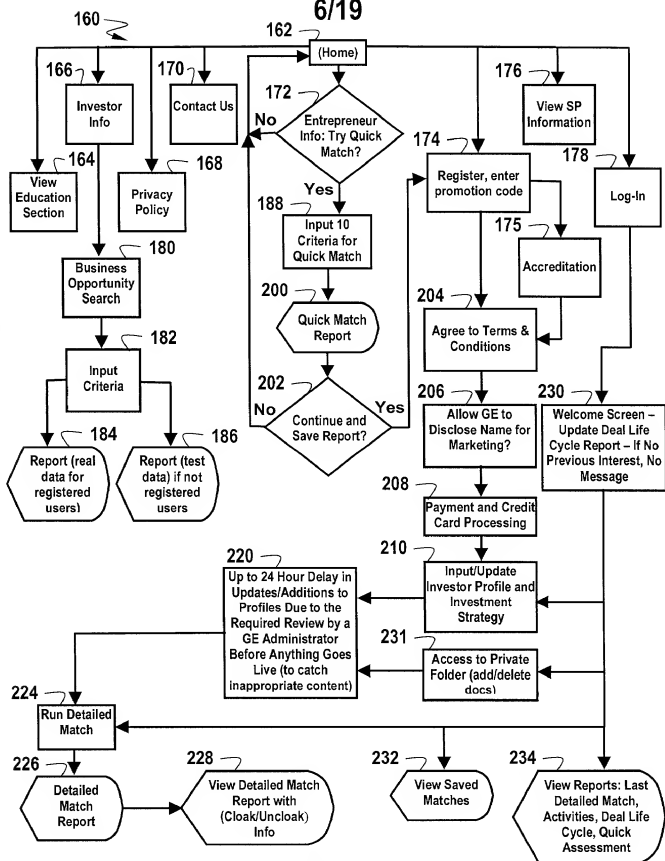 6/19
160
162
(Home)
166
Investor
Info
170
Contact Us
172
No
Entrepreneur
Info: Try Quick
Match?
Yes
174
Register, enter
promotion code
176
View SP
Information
178
Log-In
164
View
Education
Section
168
Privacy
Policy
188
Input 10
Criteria for
Quick Match
175
Accreditation
180
Business
Opportunity
Search
200
Quick Match
Report
204
Agree to Terms &
Conditions
182
Input
Criteria
202
No
Continue and
Save Report?
Yes
206
Allow GE to
Disclose Name for
Marketing?
230
Welcome Screen –
Update Deal Life
Cycle Report – If No
Previous Interest, No
Message
184
Report (real
data for
registered
users)
186
Report (test
data) if not
registered
users
208
Payment and Credit
Card Processing
210
Input/Update
Investor Profile and
Investment
Strategy
220
Up to 24 Hour Delay in
Updates/Additions to
Profiles Due to the
Required Review by a
GE Administrator
Before Anything Goes
Live (to catch
inappropriate content)
231
Access to Private
Folder (add/delete
docs)
224
Run Detailed
Match
226
Detailed
Match
Report
228
View Detailed Match
Report with
(Cloak/Uncloak)
Info
232
View Saved
Matches
234
View Reports: Last
Detailed Match,
Activities, Deal Life
Cycle, Quick
Assessment